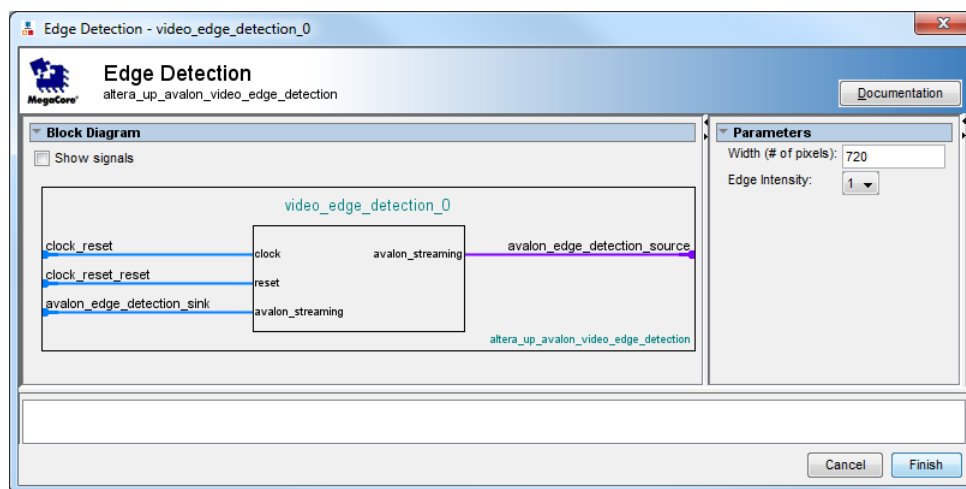 Edge Detection - video_edge_detection_0
MegaCore®
Edge Detection
altera_up_avalon_video_edge_detection
Documentation
Block Diagram
Show signals
video_edge_detection_0
clock_reset
clock
avalon_streaming
avalon_edge_detection_source
clock_reset_reset
reset
avalon_edge_detection_sink
avalon_streaming
altera_up_avalon_video_edge_detection
Parameters
Width (# of pixels): 720
Edge Intensity: 1
Cancel
Finish